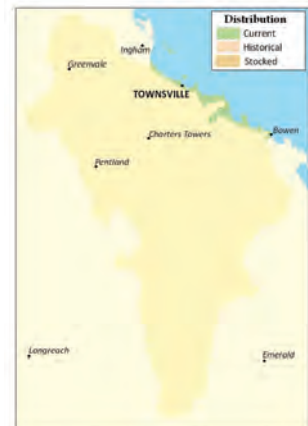 Distribution
Current
Historical
Stocked
Ingham
Greenvale
TOWNSVILLE
Bowen
Charters Towers
Pentland
Longreach
Emerald